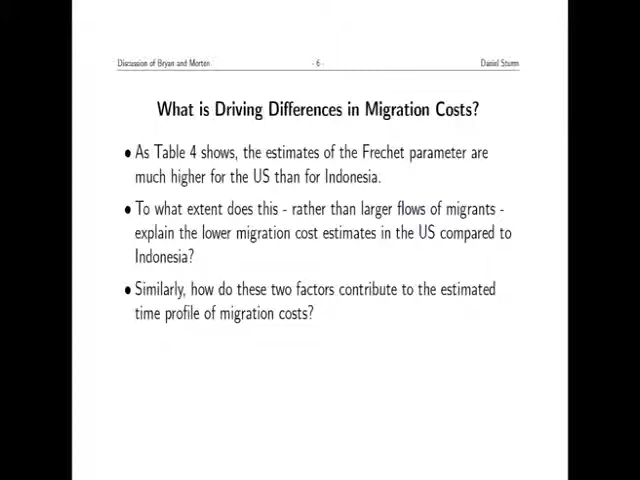 Discussion of Bryan and Morten
- 6 -
Daniel Sturm
What is Driving Differences in Migration Costs?
• As Table 4 shows, the estimates of the Frechet parameter are
much higher for the US than for Indonesia.
• To what extent does this - rather than larger flows of migrants -
explain the lower migration cost estimates in the US compared to
Indonesia?
• Similarly, how do these two factors contribute to the estimated
time profile of migration costs?